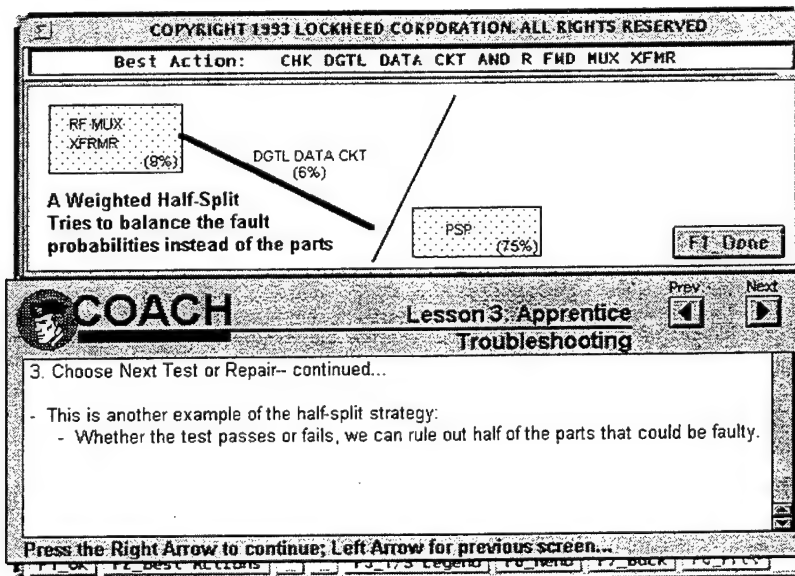 COPYRIGHT 1993 LOCKHEED CORPORATION. ALL RIGHTS RESERVED
Best Action: CHK DGTL DATA CKT AND R FWD MUX XFMR
RF MUX
XFRMR
(9%)
DGTL DATA CKT
(6%)
A Weighted Half-Split
Tries to balance the fault
probabilities instead of the parts
PSP
(75%)
F1_Done
COACH
Lesson 3. Apprentice
Troubleshooting
Prev
Next
3. Choose Next Test or Repair-- continued...
- This is another example of the half-split strategy:
- Whether the test passes or fails, we can rule out half of the parts that could be faulty.
Press the Right Arrow to continue; Left Arrow for previous screen...
F1_OK F2_Best Actions ... ... F5_T/S Legend F6_Menu F7_Back